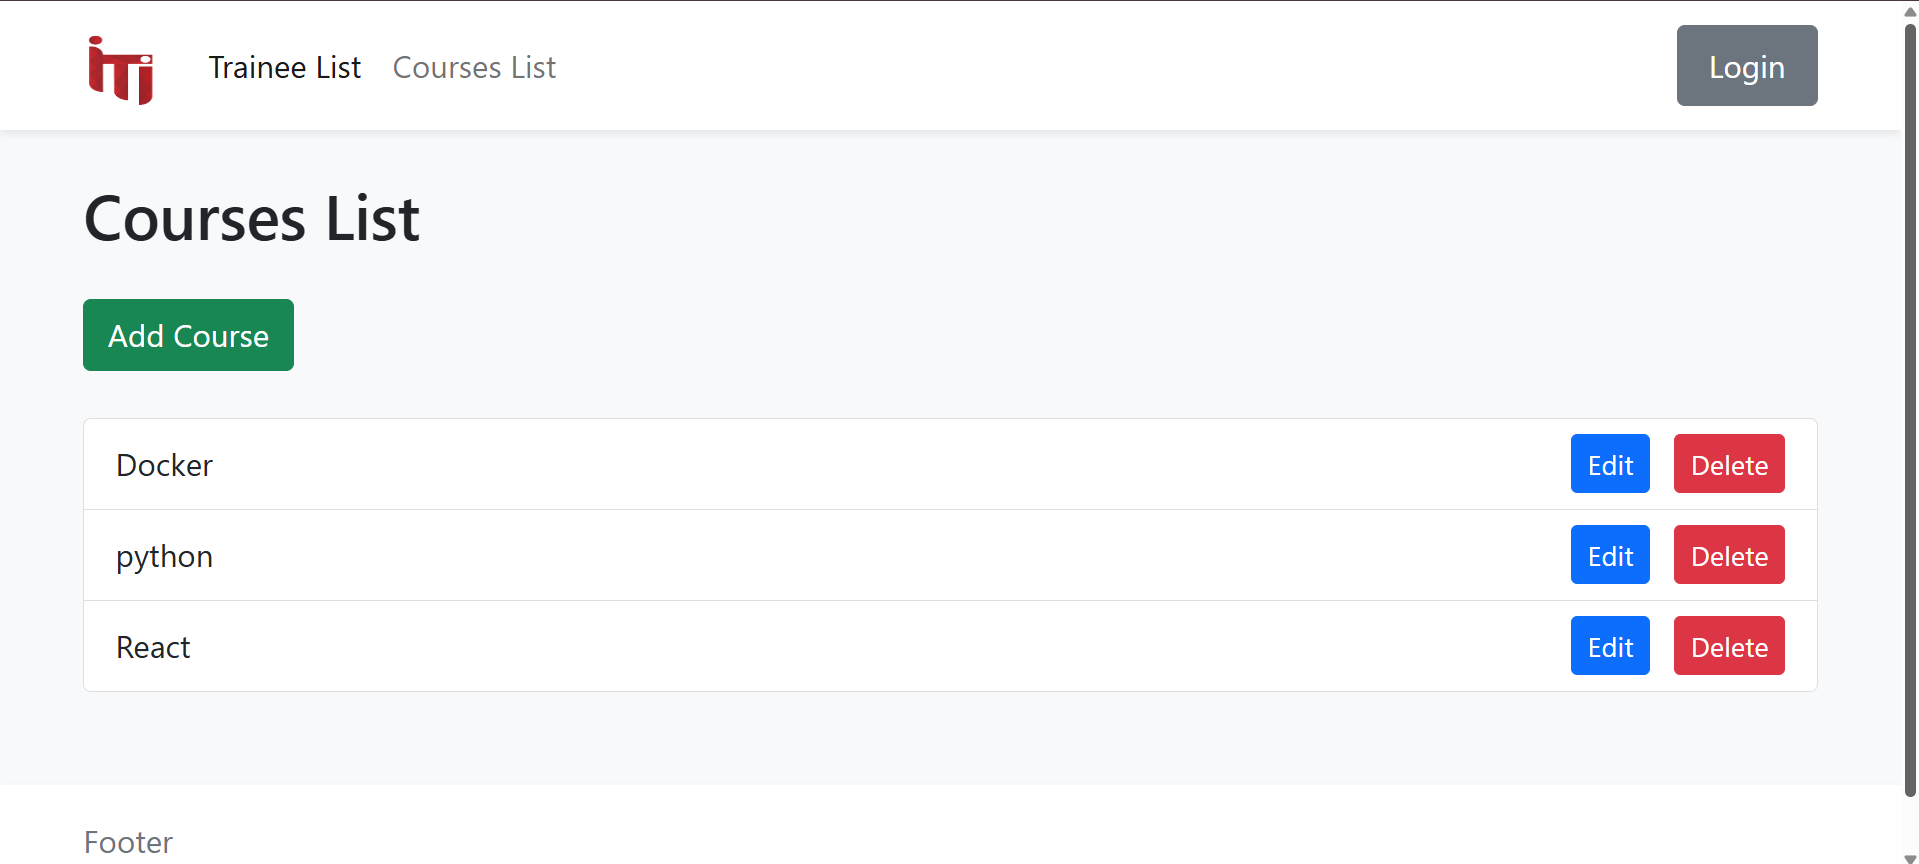 iTi Trainee List Courses List Login
Courses List
Add Course
Docker Edit Delete
python Edit Delete
React Edit Delete
Footer